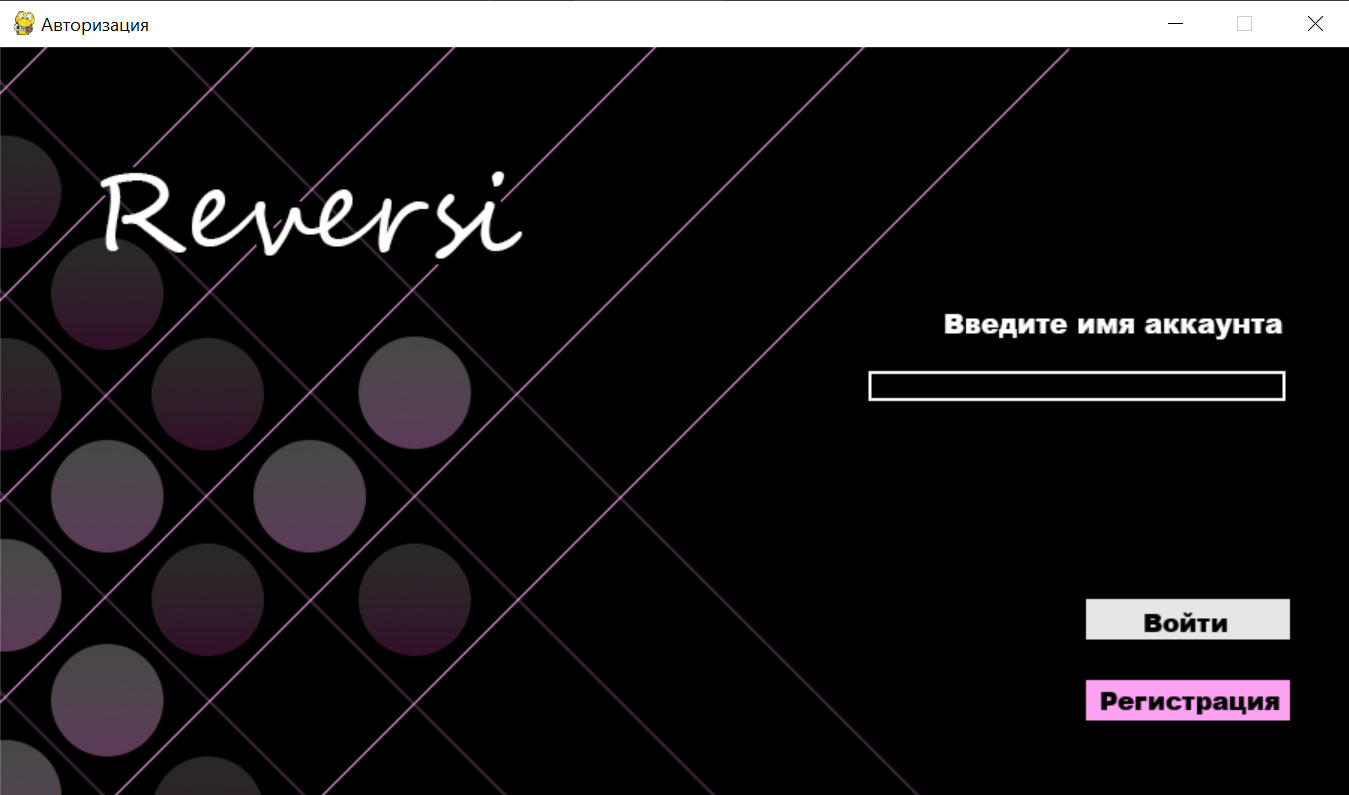 Авторизация
Reversi
Введите имя аккаунта
Войти
Регистрация